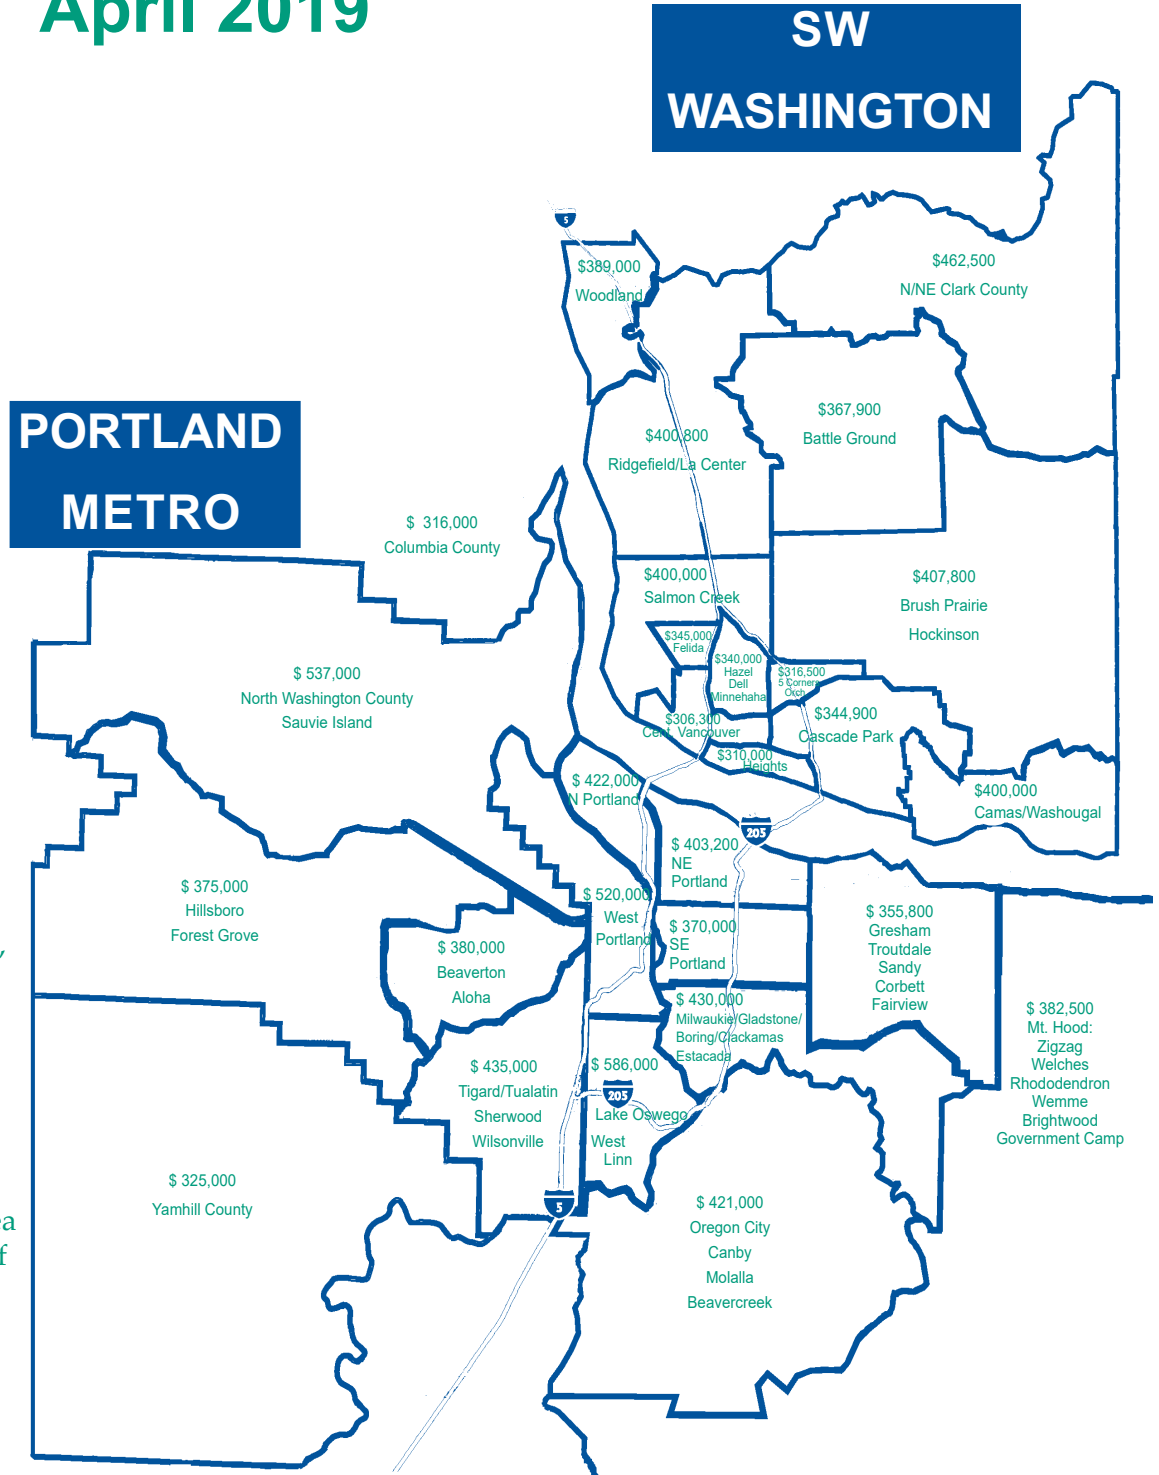 April 2019
SW
WASHINGTON
5
$389,000
Woodland
$462,500
N/NE Clark County
$367,900
Battle Ground
$400,800
Ridgefield/La Center
PORTLAND
METRO
$ 316,000
Columbia County
$400,000
Salmon Creek
$407,800
Brush Prairie
Hockinson
$345,000
Felida
$340,000
Hazel
Dell
Minnehaha
$316,500
5 Corners
Orch
$ 537,000
North Washington County
Sauvie Island
$306,300
Cent. Vancouver
$344,900
Cascade Park
$310,000
Heights
$ 422,000
N Portland
$400,000
Camas/Washougal
205
$ 403,200
NE
Portland
$ 375,000
Hillsboro
Forest Grove
$ 520,000
West
Portland
$ 370,000
SE
Portland
$ 355,800
Gresham
Troutdale
Sandy
Corbett
Fairview
$ 380,000
Beaverton
Aloha
$ 430,000
Milwaukie/Gladstone/
Boring/Clackamas
Estacada
$ 382,500
Mt. Hood:
Zigzag
Welches
Rhododendron
Wemme
Brightwood
Government Camp
$ 435,000
Tigard/Tualatin
Sherwood
Wilsonville
$ 586,000
205
Lake Oswego
West
Linn
$ 325,000
Yamhill County
5
$ 421,000
Oregon City
Canby
Molalla
Beavercreek
ea
f